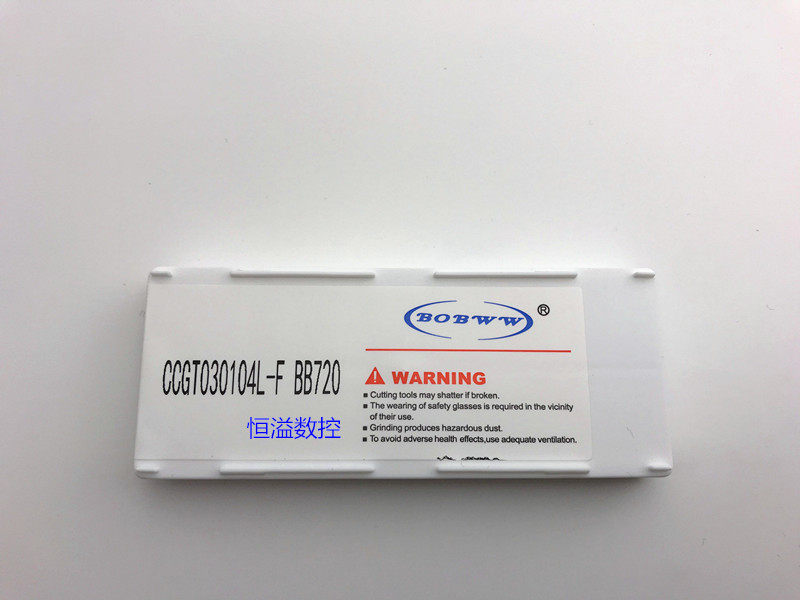 BOBWW®
CCGT030104L-F BB720
恒溢数控
WARNING
Cutting tools may shatter if broken.
The wearing of safety glasses is required in the vicinity
of their use.
Grinding produces hazardous dust.
To avoid adverse health effects,use adequate ventilation.